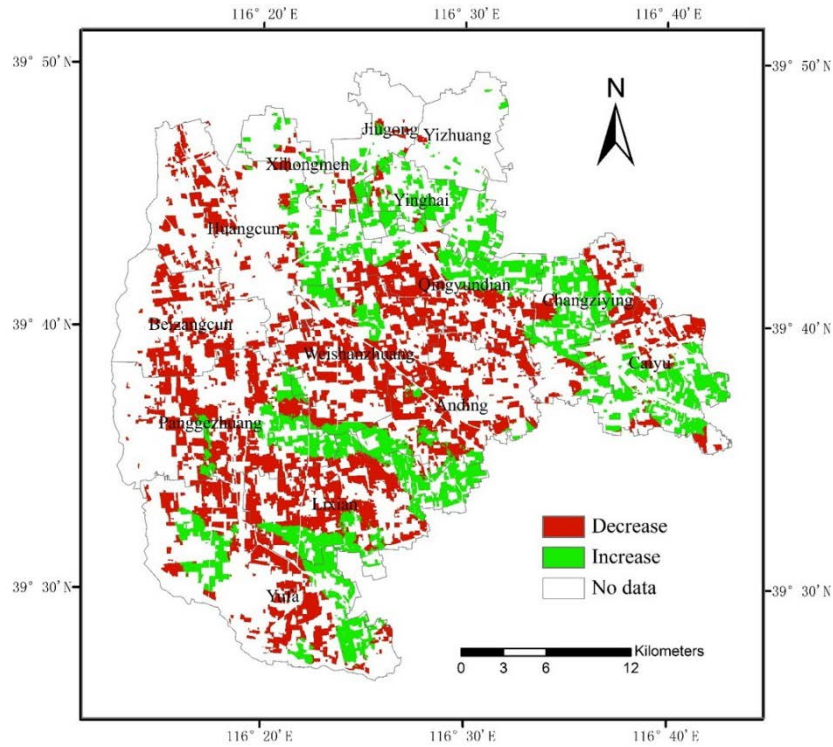 116° 20′ 116° 30′ 116° 40′
39° 50′ 39° 50′
N
Jiugong
Yizhuang
Xihongmen
Yinghai
Huangcun
Qingyundian
Changziying
39° 40′N 39° 40′N
Beizangcun
Weishanzhuang
Caiyu
Anding
Panggezhuang
Lixian
Decrease
Increase
39° 30′N 39° 30′N
No data
Yufa
Kilometers
0 3 6 12
116° 20′E 116° 30′E 116° 40′E